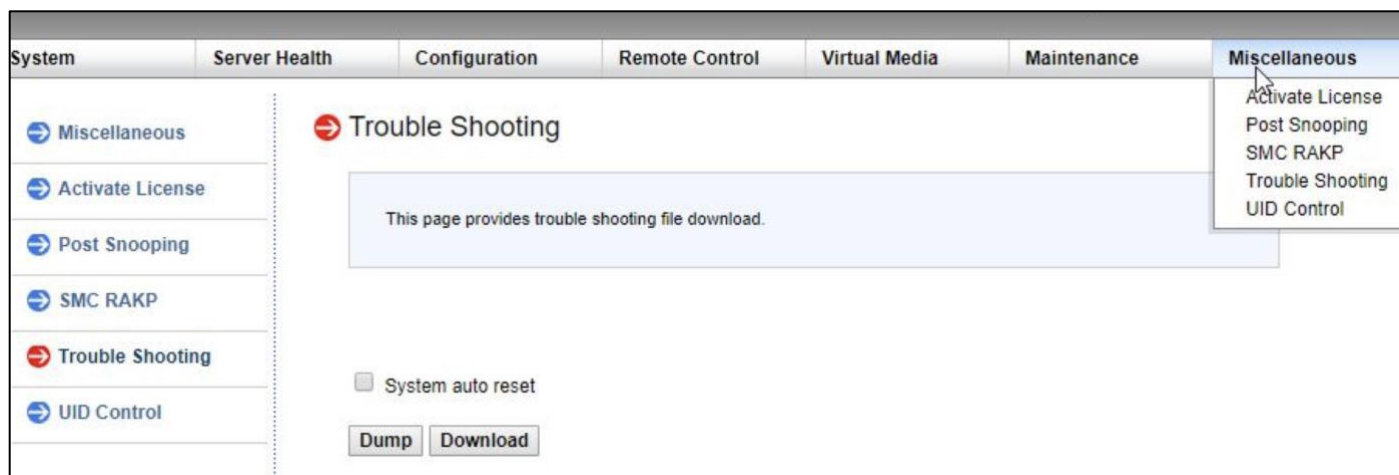 System Server Health Configuration Remote Control Virtual Media Maintenance Miscellaneous
Activate License
Post Snooping
SMC RAKP
Trouble Shooting
UID Control
Miscellaneous
Activate License
Post Snooping
SMC RAKP
Trouble Shooting
UID Control
Trouble Shooting
This page provides trouble shooting file download.
System auto reset
Dump Download